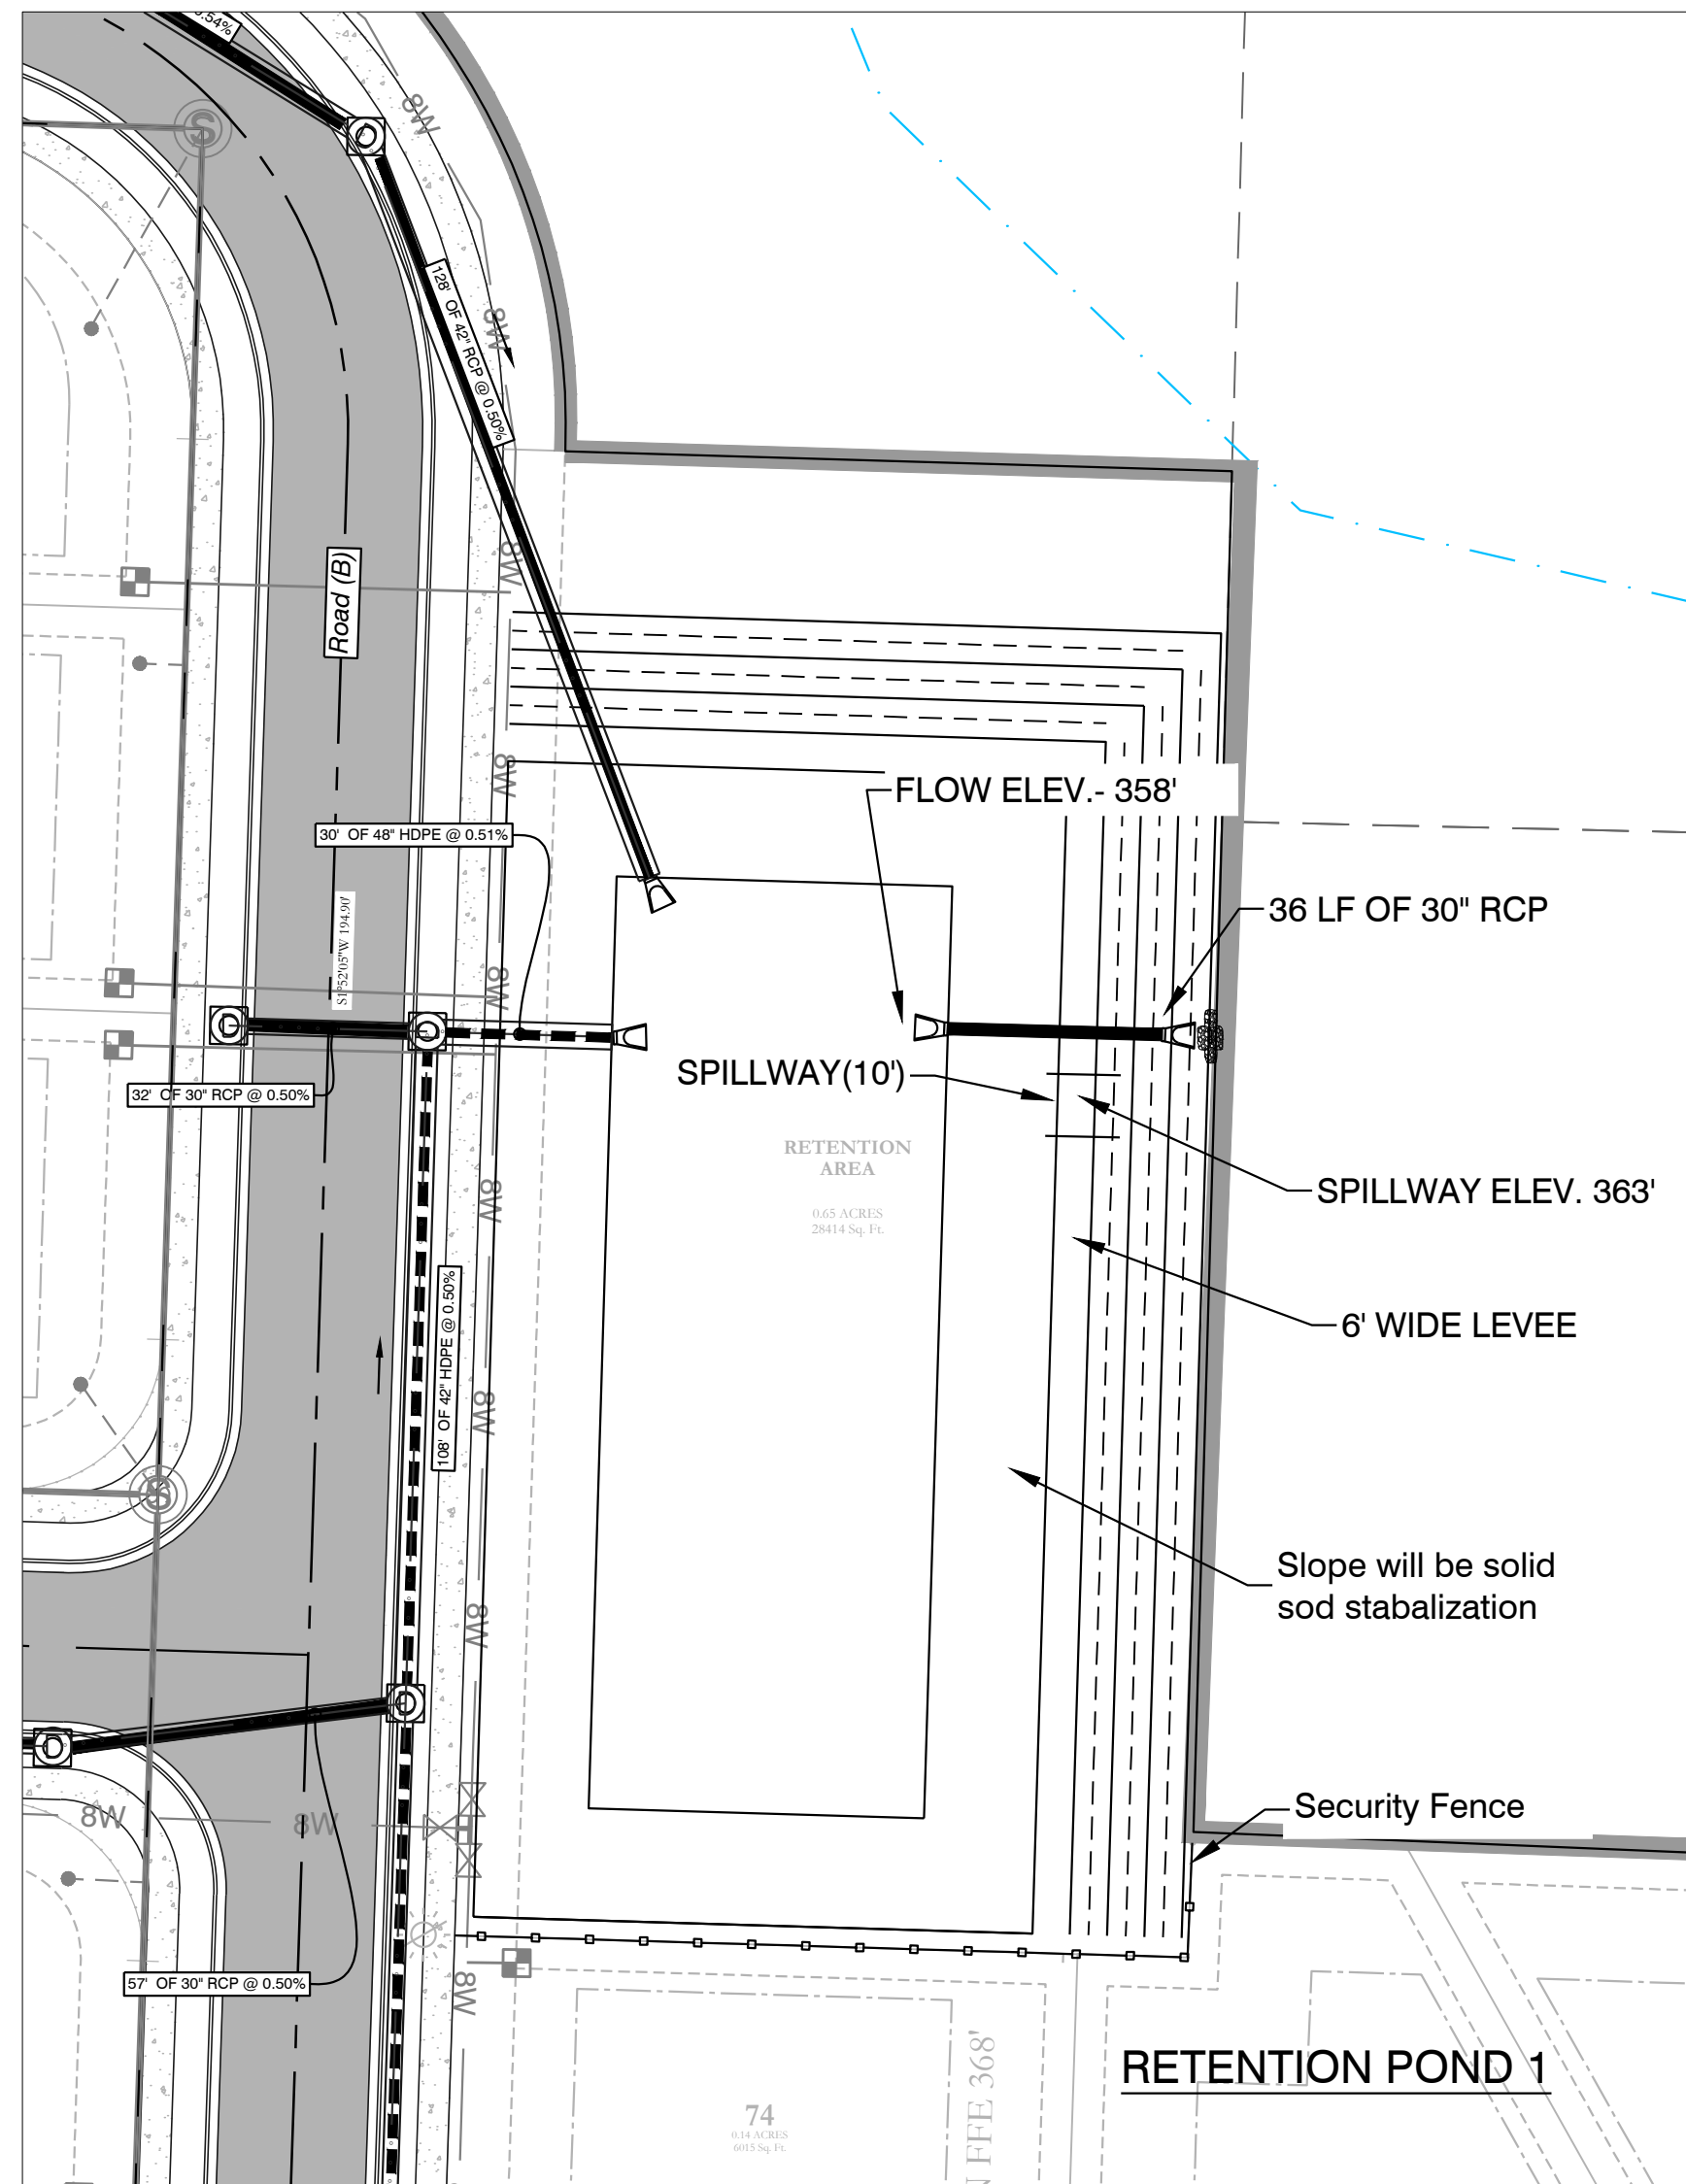 .54%
8W
S
128' OF 42" RCP @ 0.50%
8W
Road (B)
8W
8W
FLOW ELEV.- 358'
30' OF 48" HDPE @ 0.51%
S1°52'05"W 194.90'
36 LF OF 30" RCP
8W
D
D
SPILLWAY(10')
32' OF 30" RCP @ 0.50%
RETENTION
AREA
0.65 ACRES
28414 Sq. Ft.
8W
SPILLWAY ELEV. 363'
108' OF 42" HDPE @ 0.50%
6' WIDE LEVEE
8W
S
Slope will be solid
sod stabalization
8W
D
D
8W
8W
Security Fence
57' OF 30" RCP @ 0.50%
8W
RETENTION POND 1
74
0.14 ACRES
6015 Sq. Ft.
FFE 368'